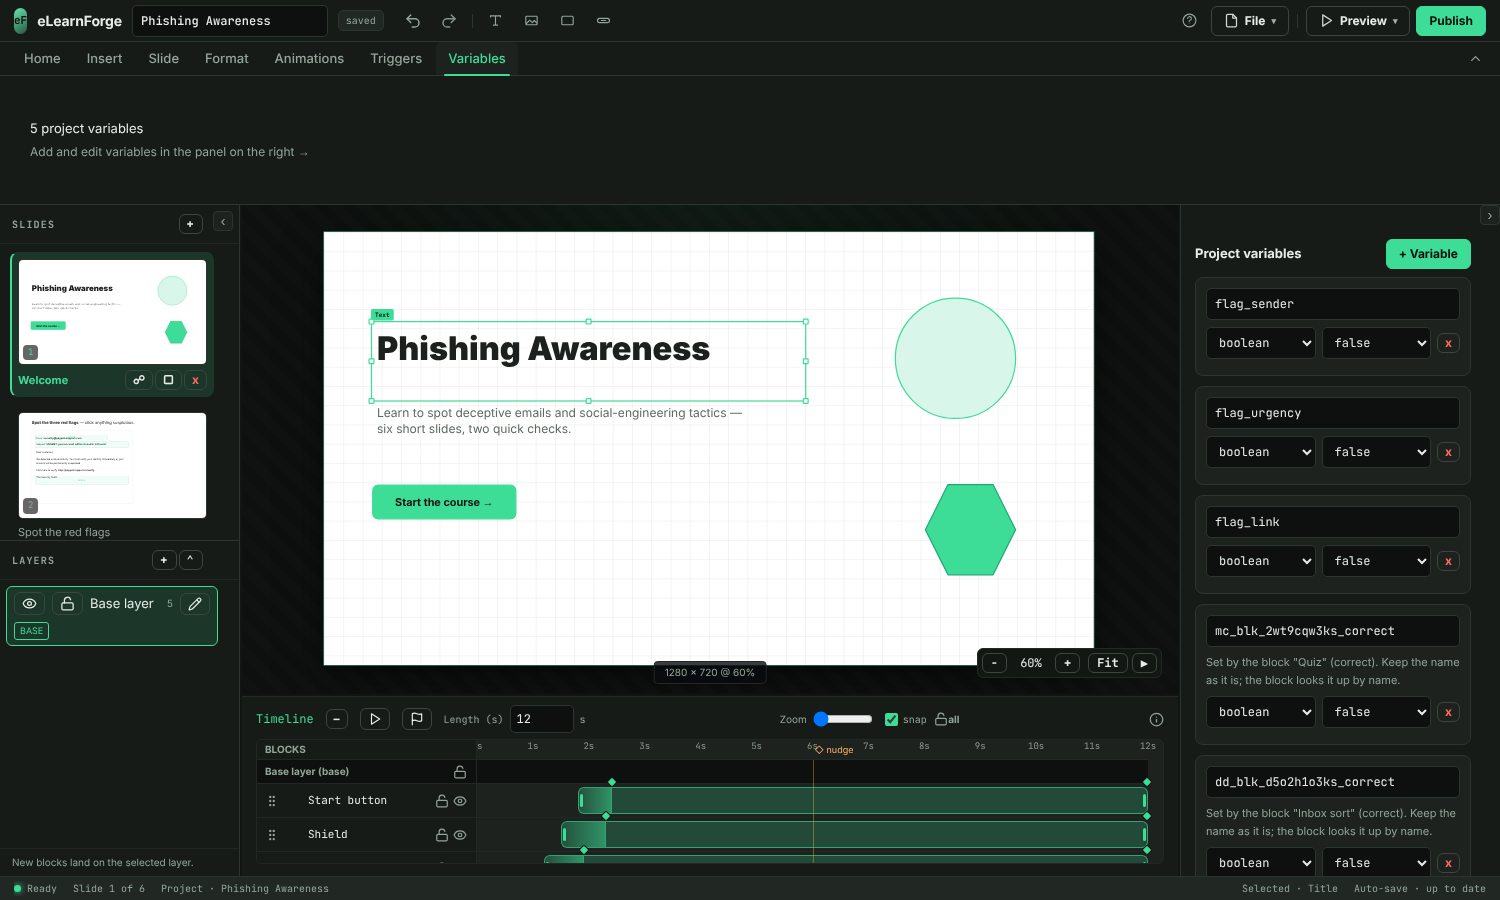 eF eLearnForge Phishing Awareness saved File Preview Publish
Home Insert Slide Format Animations Triggers Variables
5 project variables
Add and edit variables in the panel on the right →
SLIDES +
Phishing Awareness
1
Welcome x
Spot the three red flags — click anything suspicious.
2
Spot the red flags
LAYERS + ^
Base layer 5
BASE
New blocks land on the selected layer.
Text
Phishing Awareness
Learn to spot deceptive emails and social-engineering tactics —
six short slides, two quick checks.
Start the course →
1280 × 720 @ 60%
- 60% + Fit
Timeline − Length (s) 12 s Zoom snap all
BLOCKS s 1s 2s 3s 4s 5s 6s 7s 8s 9s 10s 11s 12s
nudge
Base layer (base)
Start button
Shield
Project variables + Variable
flag_sender
boolean false x
flag_urgency
boolean false x
flag_link
boolean false x
mc_blk_2wt9cqw3ks_correct
Set by the block "Quiz" (correct). Keep the name
as it is; the block looks it up by name.
boolean false x
dd_blk_d5o2h1o3ks_correct
Set by the block "Inbox sort" (correct). Keep the
name as it is; the block looks it up by name.
boolean false x
Ready Slide 1 of 6 Project · Phishing Awareness Selected · Title Auto-save · up to date